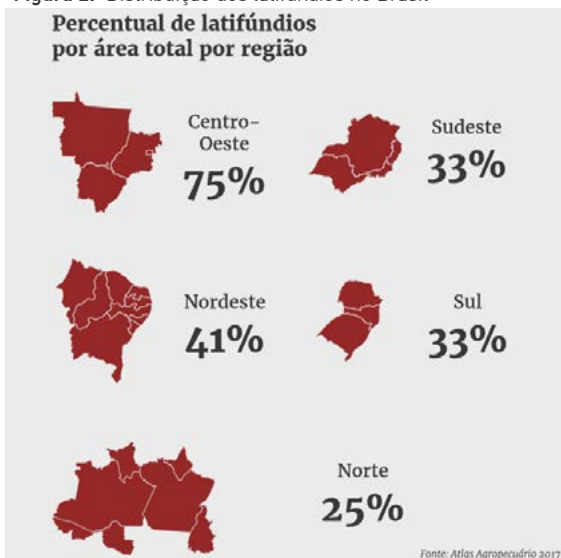 Percentual de latifúndios
por área total por região
Centro-
Oeste
75%
Sudeste
33%
Nordeste
41%
Sul
33%
Norte
25%
Fonte: Atlas Agropecuário 2017